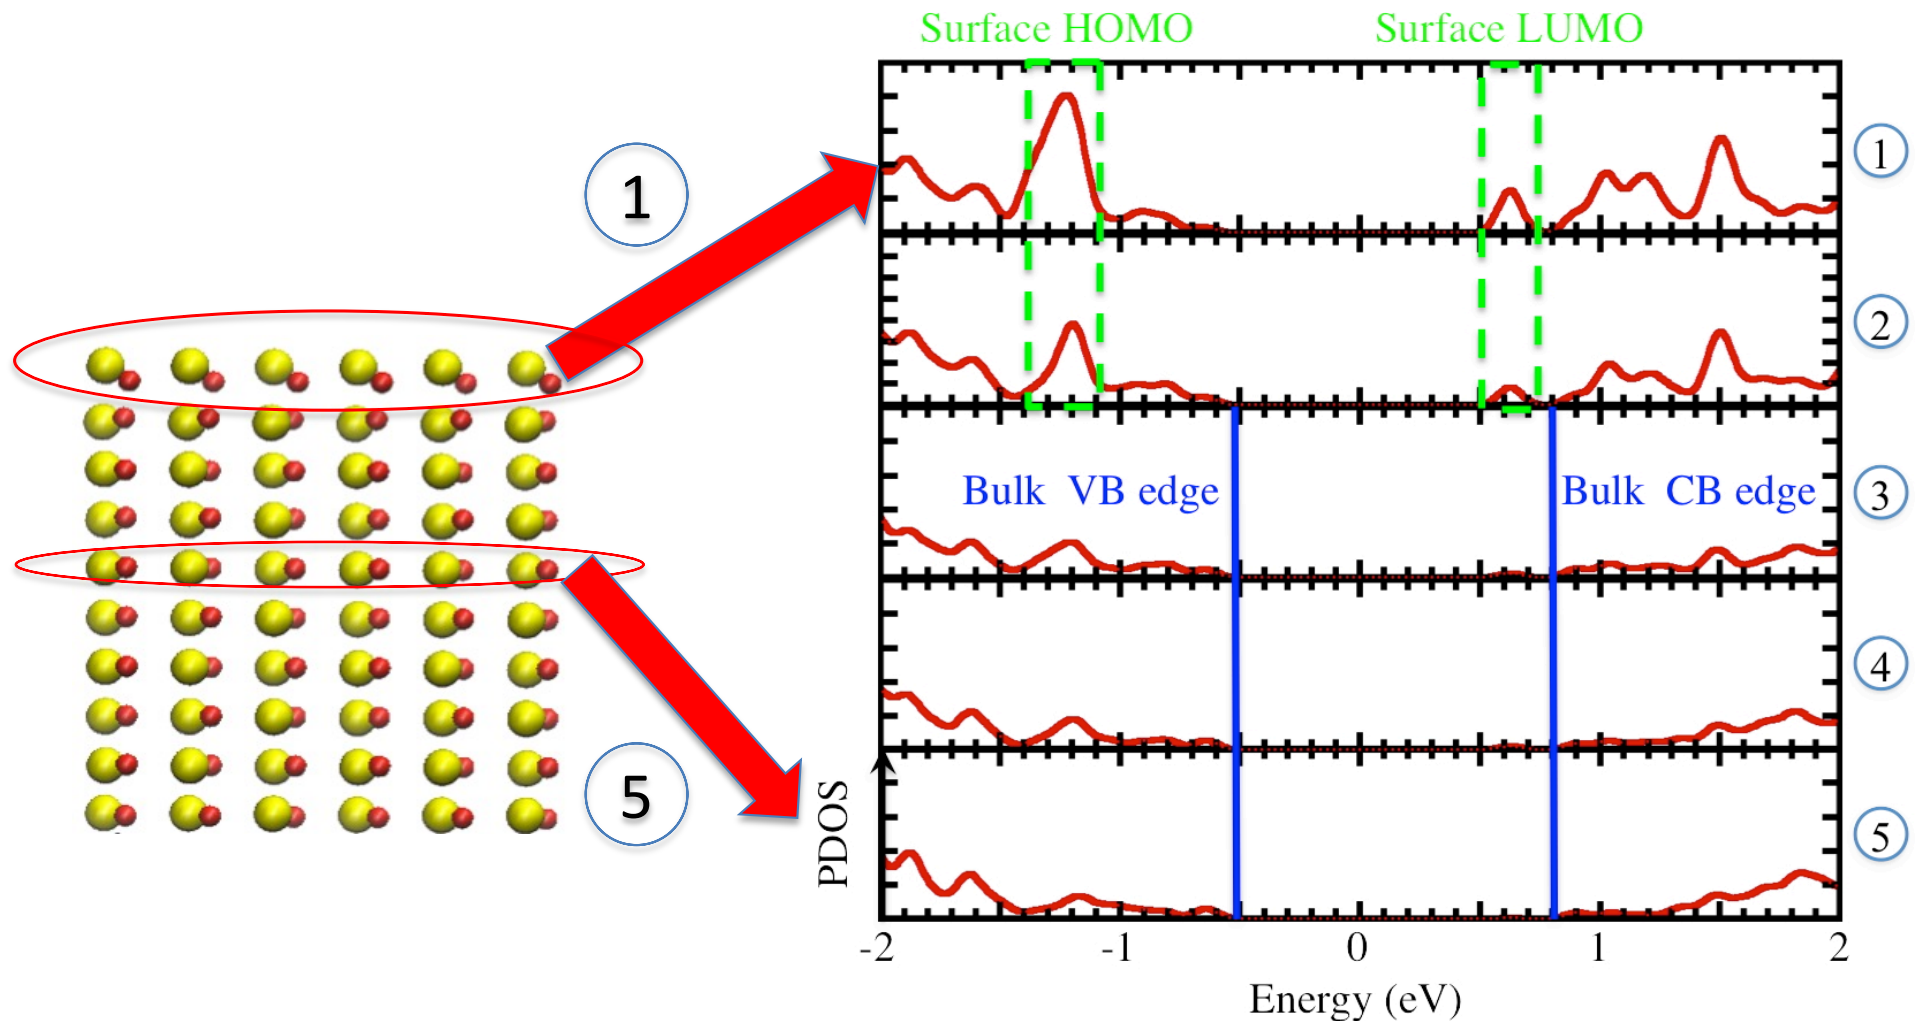 Surface HOMO Surface LUMO
1
1
2
Bulk VB edge Bulk CB edge
3
4
5
PDOS
5
-2 -1 0 1 2
Energy (eV)